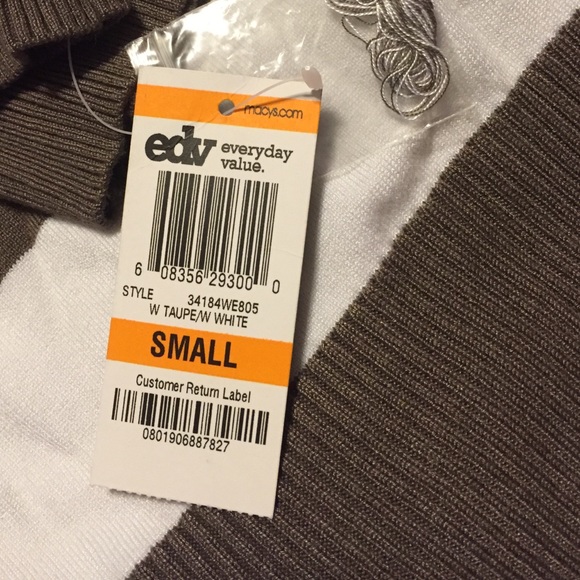 macys.com
edv everyday
value.
6 08356 29300 0
STYLE 34184WE805
W TAUPE/W WHITE
SMALL
Customer Return Label
0801906887827